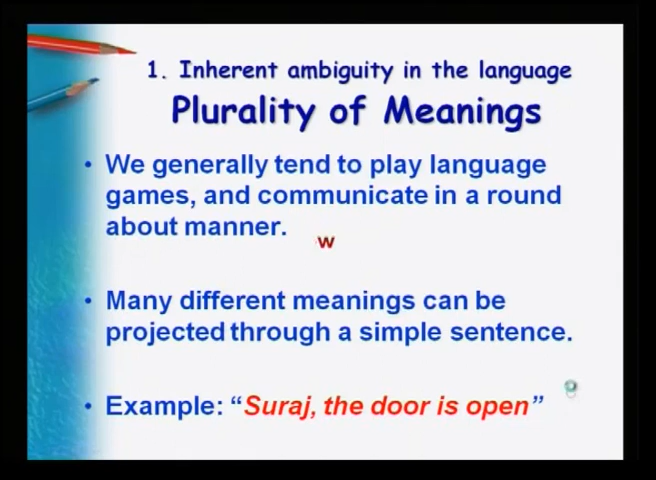 1. Inherent ambiguity in the language
Plurality of Meanings
• We generally tend to play language
games, and communicate in a round
about manner.
w
• Many different meanings can be
projected through a simple sentence.
• Example: “Suraj, the door is open”